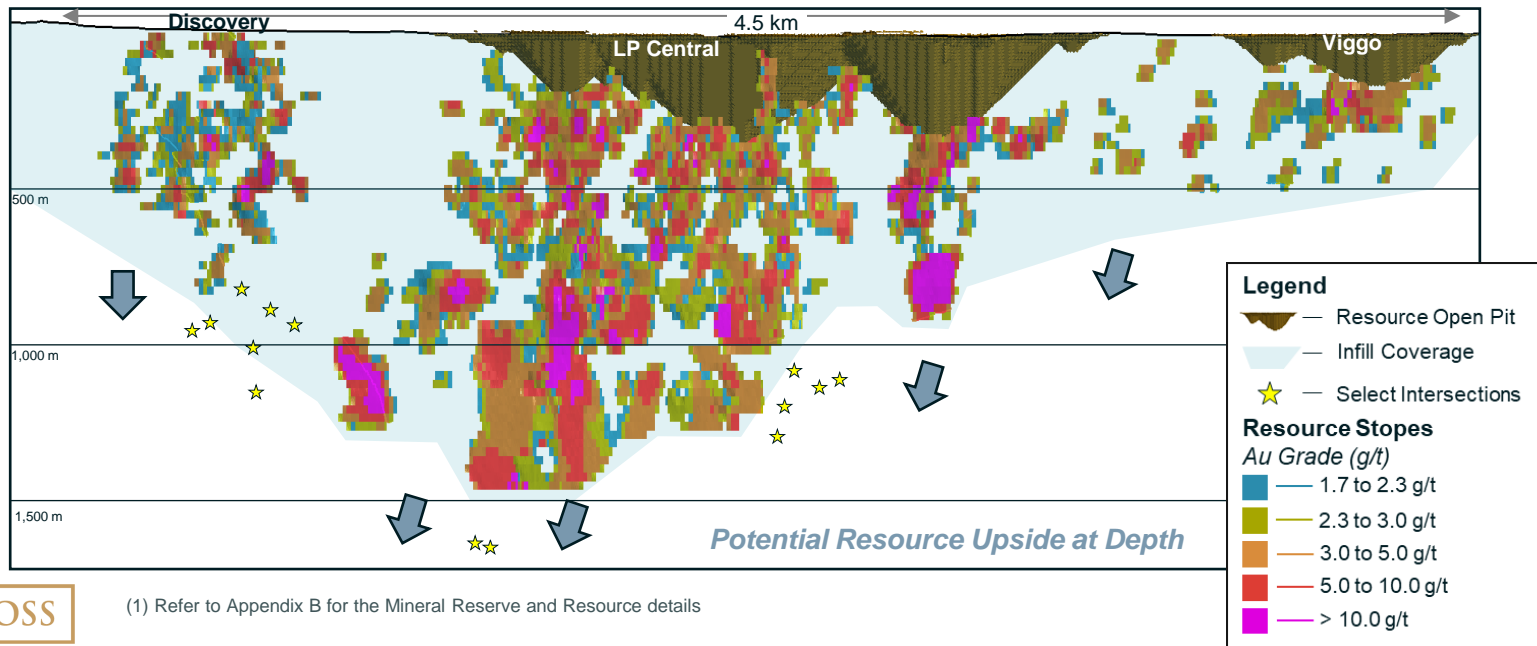 4.5 km
Discovery
LP Central
Viggo
500 m
1,000 m
1,500 m
Potential Resource Upside at Depth
Legend
Resource Open Pit
Infill Coverage
Select Intersections
Resource Stopes
Au Grade (g/t)
1.7 to 2.3 g/t
2.3 to 3.0 g/t
3.0 to 5.0 g/t
5.0 to 10.0 g/t
> 10.0 g/t
OSS
(1) Refer to Appendix B for the Mineral Reserve and Resource details